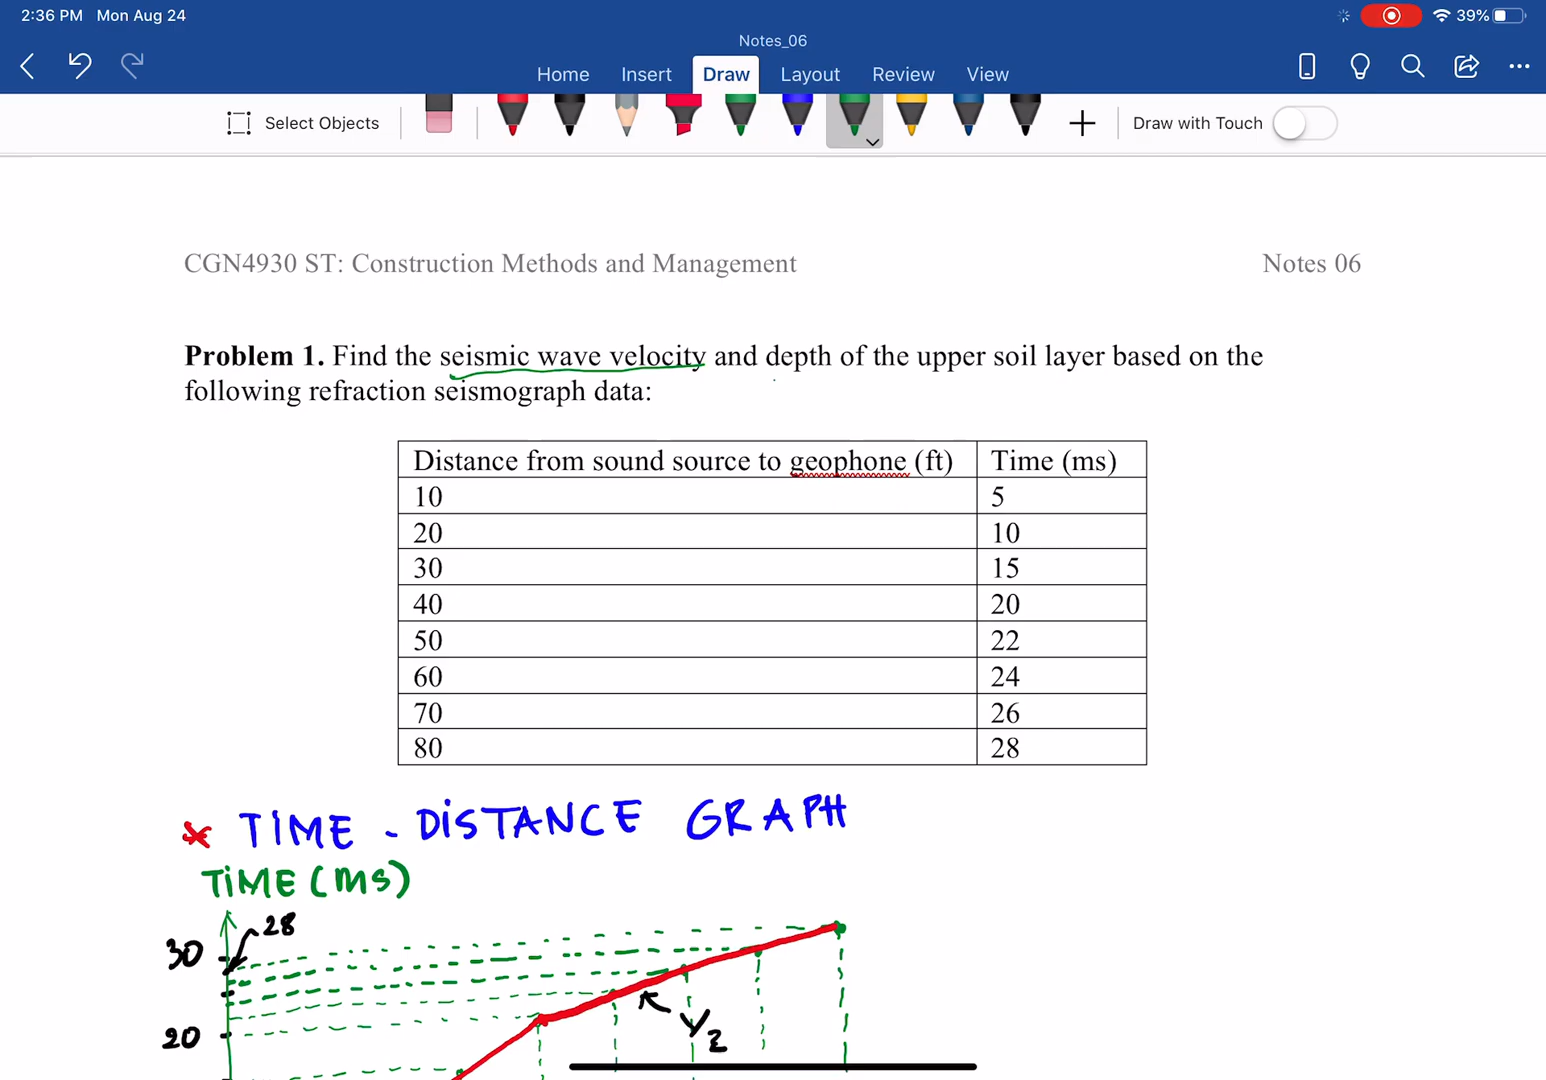 2:36 PM Mon Aug 24
39%
Notes_06
Home Insert Draw Layout Review View
Select Objects
Draw with Touch
CGN4930 ST: Construction Methods and Management Notes 06
Problem 1. Find the seismic wave velocity and depth of the upper soil layer based on the
following refraction seismograph data:
Distance from sound source to geophone (ft) Time (ms)
10 5
20 10
30 15
40 20
50 22
60 24
70 26
80 28
* TIME - DISTANCE GRAPH
TIME (ms)
28
30
20
V2